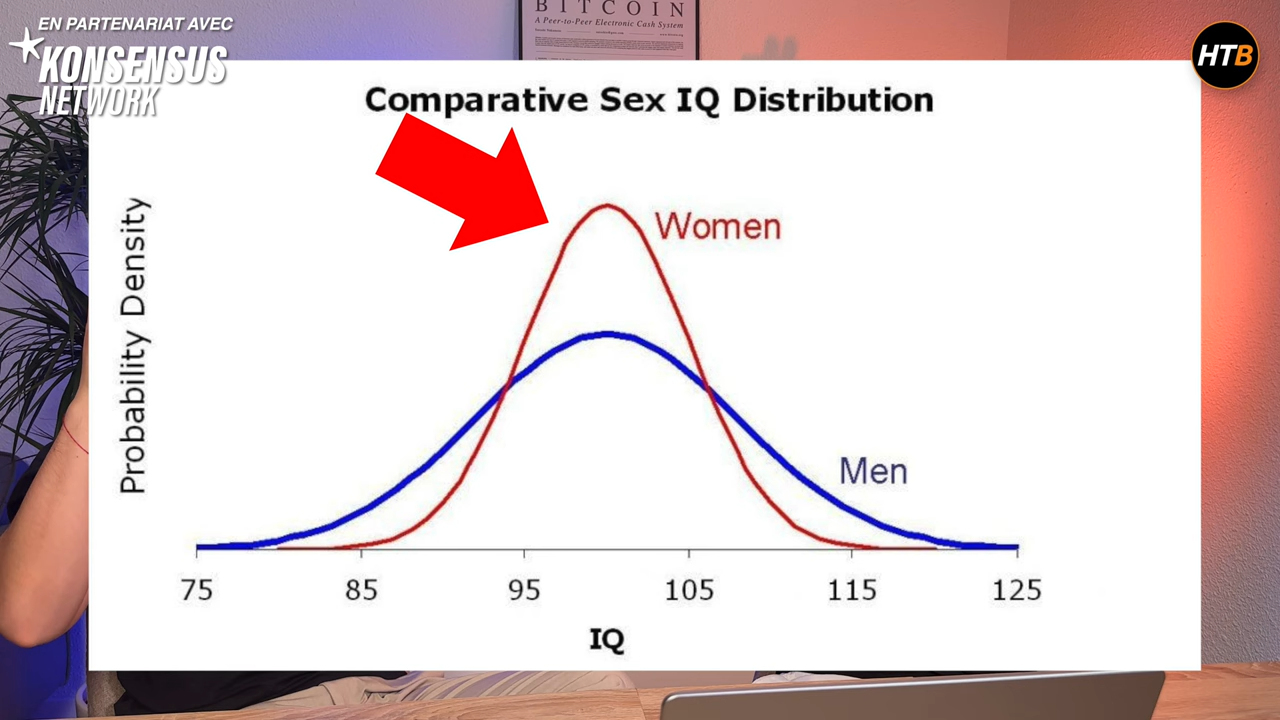 EN PARTENARIAT AVEC
KONSENSUS
NETWORK
BITCOIN
A Peer-to-Peer Electronic Cash System
HTB
Comparative Sex IQ Distribution
Probability Density
Women
Men
75 85 95 105 115 125
IQ